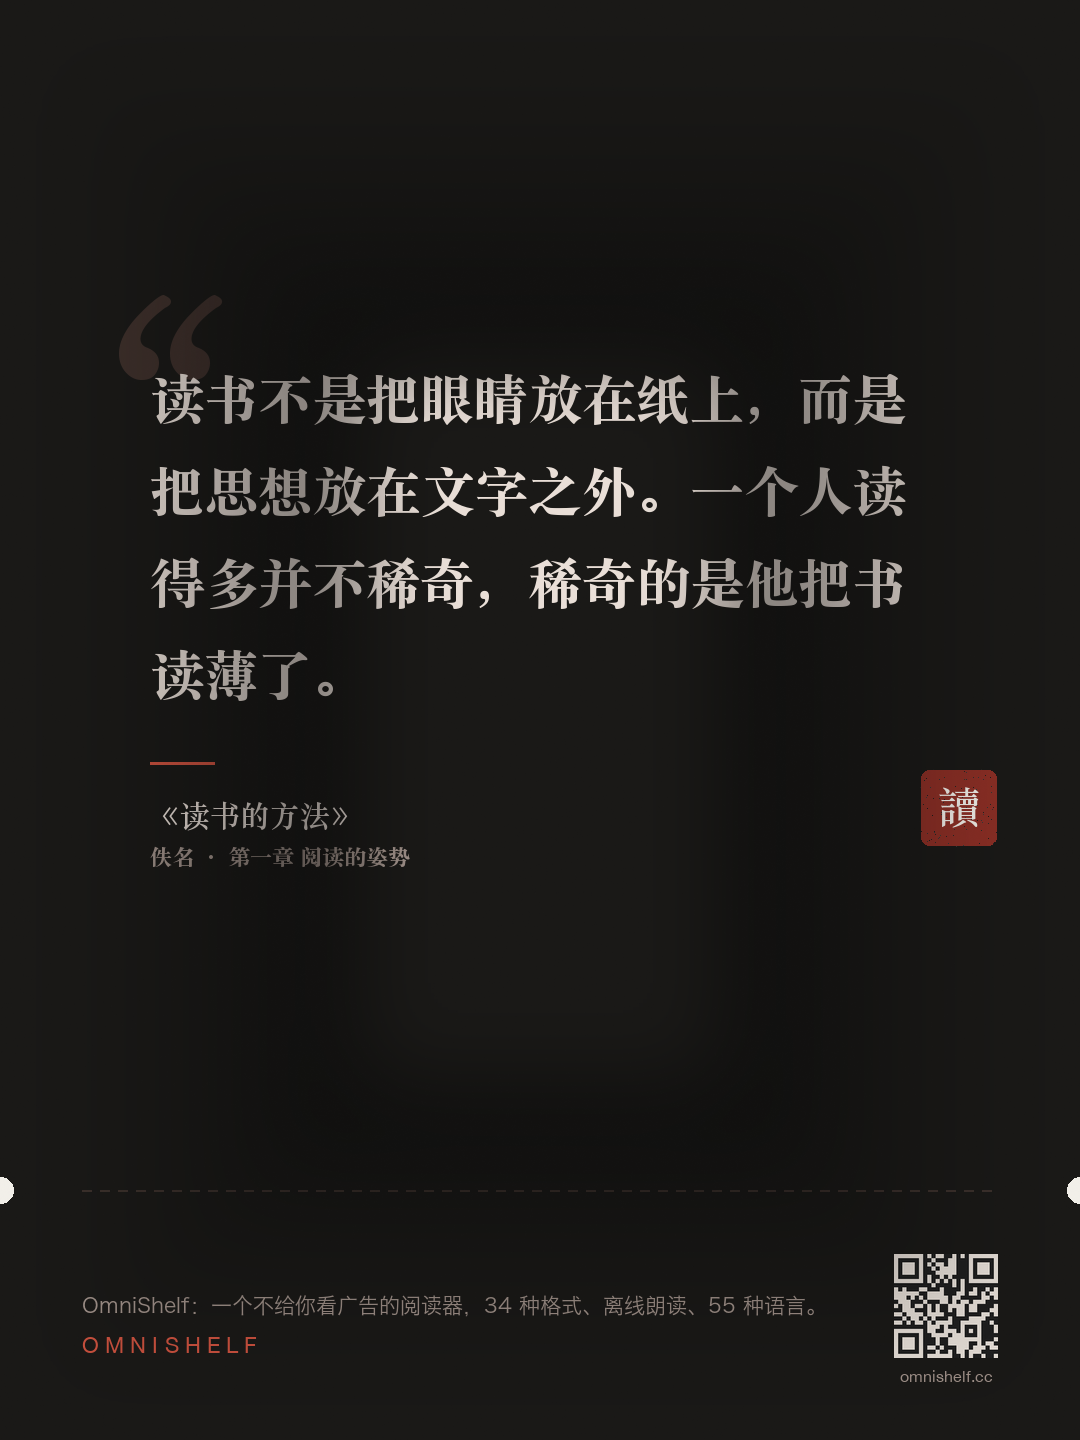 “
读书不是把眼睛放在纸上，而是
把思想放在文字之外。一个人读
得多并不稀奇，稀奇的是他把书
读薄了。
《读书的方法》
讀
佚名 · 第一章 阅读的姿势
OmniShelf：一个不给你看广告的阅读器，34 种格式、离线朗读、55 种语言。
OMNISHELF
omnishelf.cc